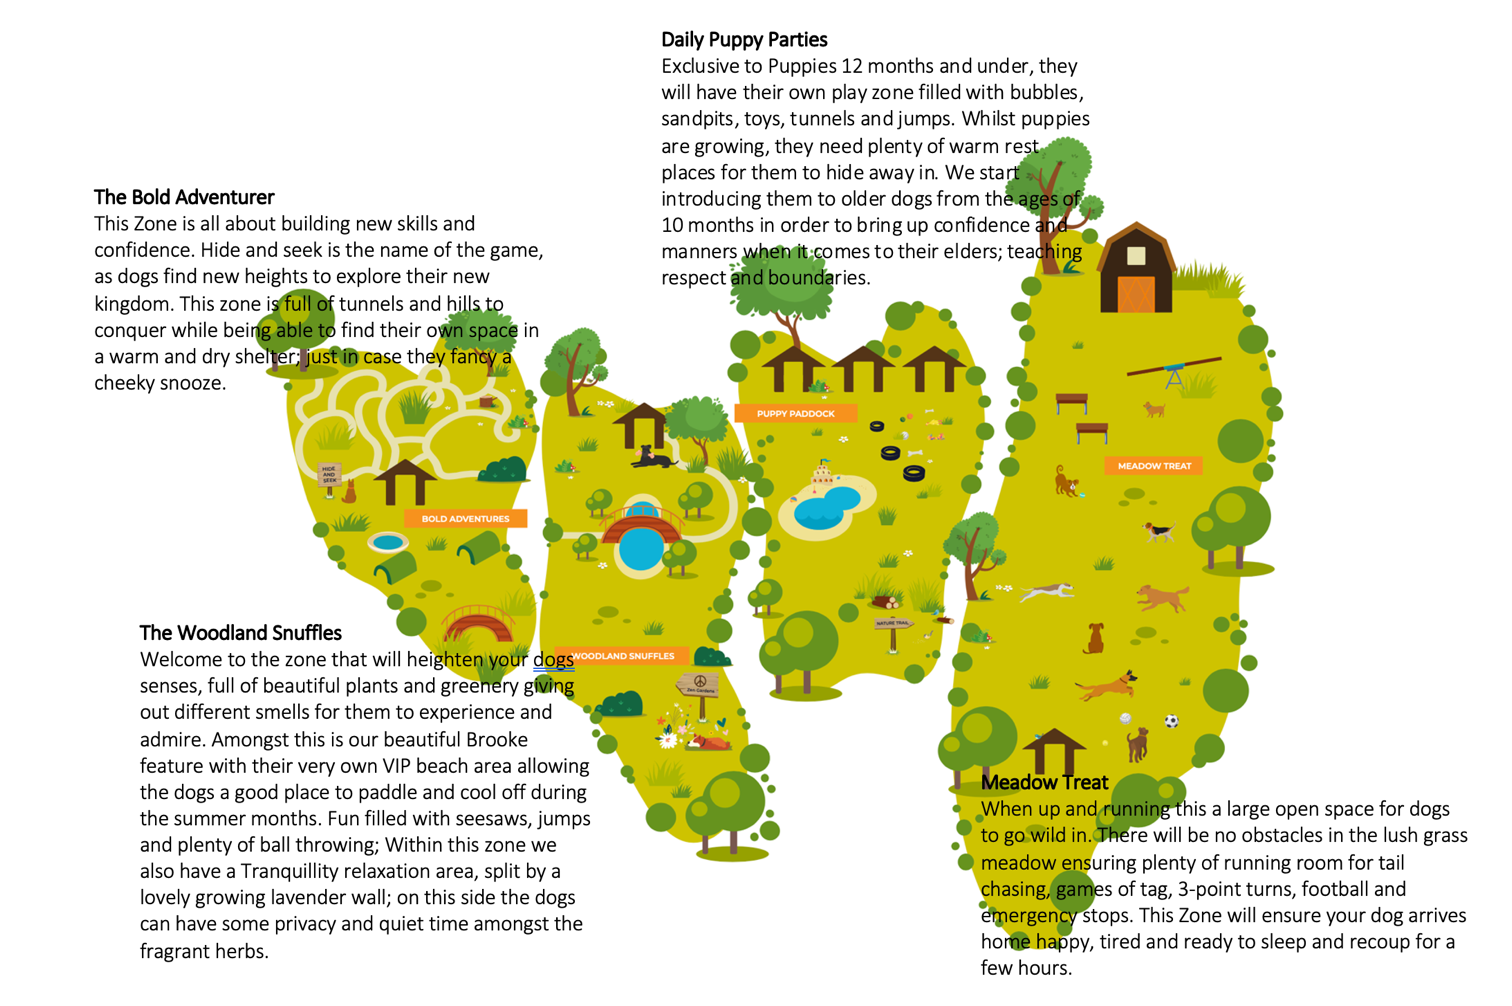 Daily Puppy Parties
Exclusive to Puppies 12 months and under, they
will have their own play zone filled with bubbles,
sandpits, toys, tunnels and jumps. Whilst puppies
are growing, they need plenty of warm rest
places for them to hide away in. We start
introducing them to older dogs from the ages of
10 months in order to bring up confidence and
manners when it comes to their elders; teaching
respect and boundaries.
The Bold Adventurer
This Zone is all about building new skills and
confidence. Hide and seek is the name of the game,
as dogs find new heights to explore their new
kingdom. This zone is full of tunnels and hills to
conquer while being able to find their own space in
a warm and dry shelter; just in case they fancy a
cheeky snooze.
PUPPY PADDOCK
MEADOW TREAT
HIDE
AND
SEEK
BOLD ADVENTURES
NATURE TRAIL
The Woodland Snuffles
Welcome to the zone that will heighten your dogs
senses, full of beautiful plants and greenery giving
out different smells for them to experience and
admire. Amongst this is our beautiful Brooke
feature with their very own VIP beach area allowing
the dogs a good place to paddle and cool off during
the summer months. Fun filled with seesaws, jumps
and plenty of ball throwing; Within this zone we
also have a Tranquillity relaxation area, split by a
lovely growing lavender wall; on this side the dogs
can have some privacy and quiet time amongst the
fragrant herbs.
WOODLAND SNUFFLES
Zen Gardens
Meadow Treat
When up and running this a large open space for dogs
to go wild in. There will be no obstacles in the lush grass
meadow ensuring plenty of running room for tail
chasing, games of tag, 3-point turns, football and
emergency stops. This Zone will ensure your dog arrives
home happy, tired and ready to sleep and recoup for a
few hours.